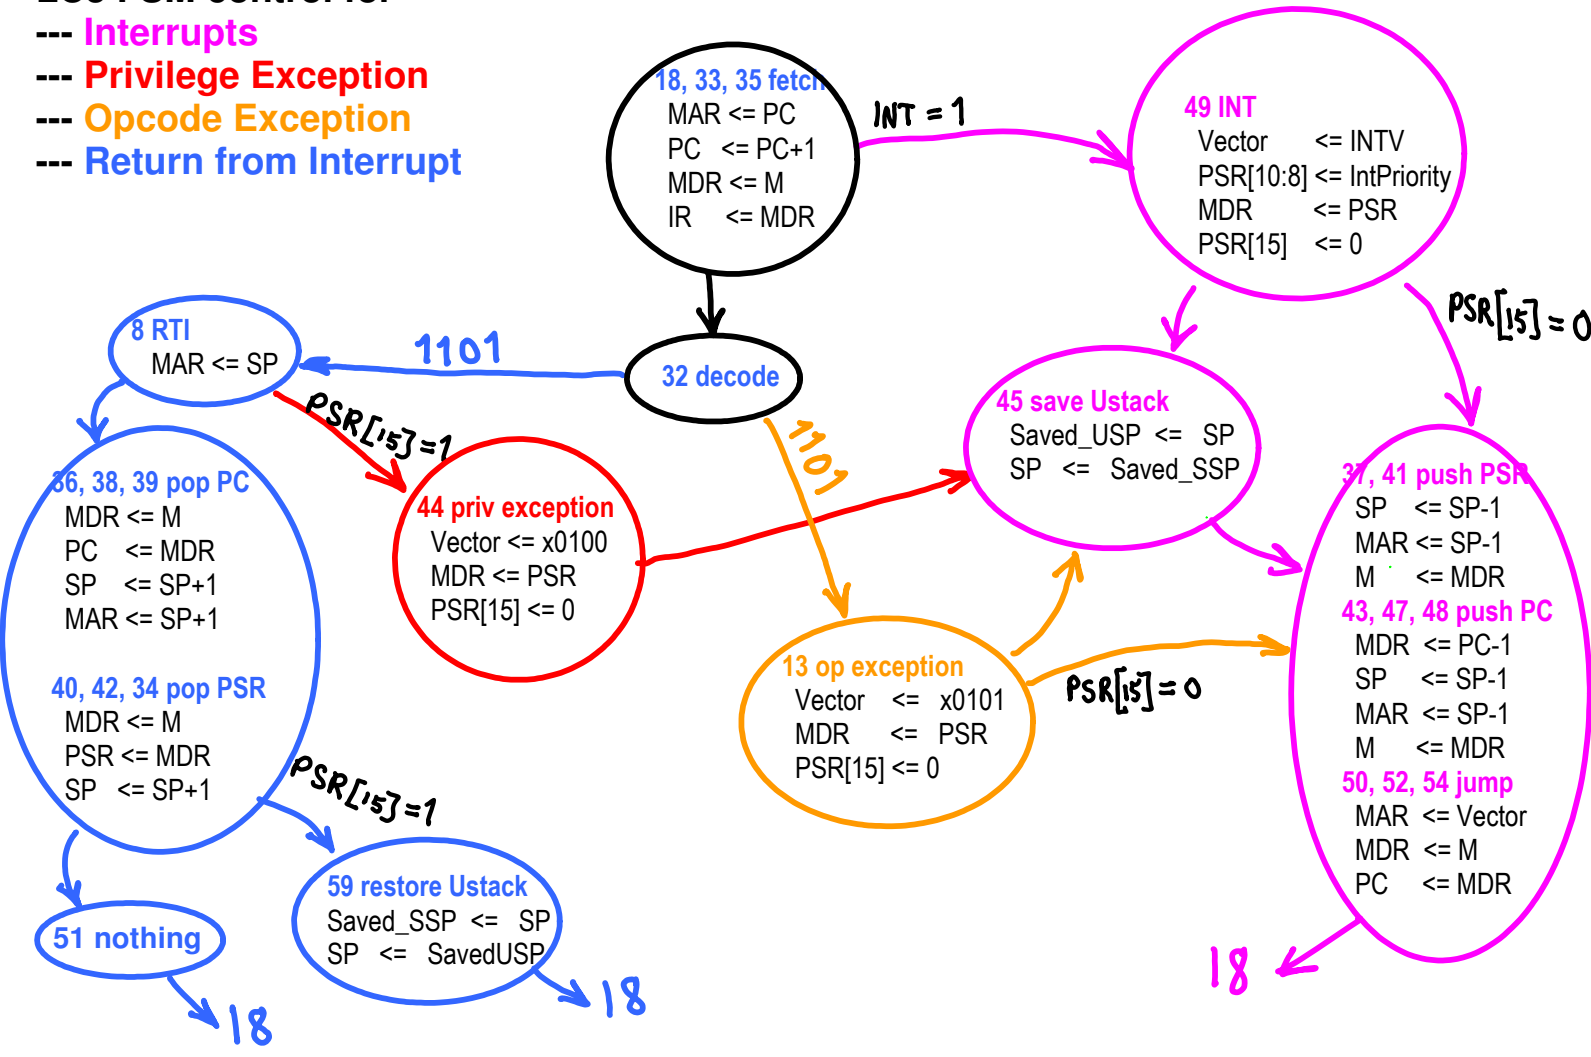 --- Interrupts
--- Privilege Exception
--- Opcode Exception
--- Return from Interrupt
18, 33, 35 fetch
MAR <= PC
PC <= PC+1
MDR <= M
IR <= MDR
INT = 1
49 INT
Vector <= INTV
PSR[10:8] <= IntPriority
MDR <= PSR
PSR[15] <= 0
PSR[15] = 0
8 RTI
MAR <= SP
1101
32 decode
PSR[15]=1
1101
45 save Ustack
Saved_USP <= SP
SP <= Saved_SSP
36, 38, 39 pop PC
MDR <= M
PC <= MDR
SP <= SP+1
MAR <= SP+1
40, 42, 34 pop PSR
MDR <= M
PSR <= MDR
SP <= SP+1
44 priv exception
Vector <= x0100
MDR <= PSR
PSR[15] <= 0
13 op exception
Vector <= x0101
MDR <= PSR
PSR[15] <= 0
PSR[15] = 0
37, 41 push PSR
SP <= SP-1
MAR <= SP-1
M <= MDR
43, 47, 48 push PC
MDR <= PC-1
SP <= SP-1
MAR <= SP-1
M <= MDR
50, 52, 54 jump
MAR <= Vector
MDR <= M
PC <= MDR
PSR[15]=1
51 nothing
59 restore Ustack
Saved_SSP <= SP
SP <= SavedUSP
18
18
18